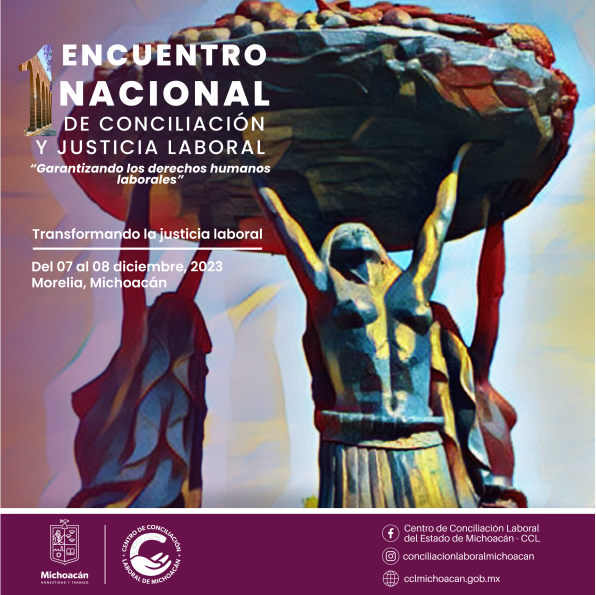 1 ENCUENTRO
NACIONAL
DE CONCILIACIÓN
Y JUSTICIA LABORAL
“Garantizando los derechos humanos
laborales”
Transformando la justicia laboral
Del 07 al 08 diciembre, 2023
Morelia, Michoacán
Michoacán
HONESTIDAD Y TRABAJO
CENTRO DE CONCILIACIÓN
LABORAL DE MICHOACÁN
Centro de Conciliación Laboral
del Estado de Michoacán - CCL
conciliacionlaboralmichoacan
cclmichoacan.gob.mx